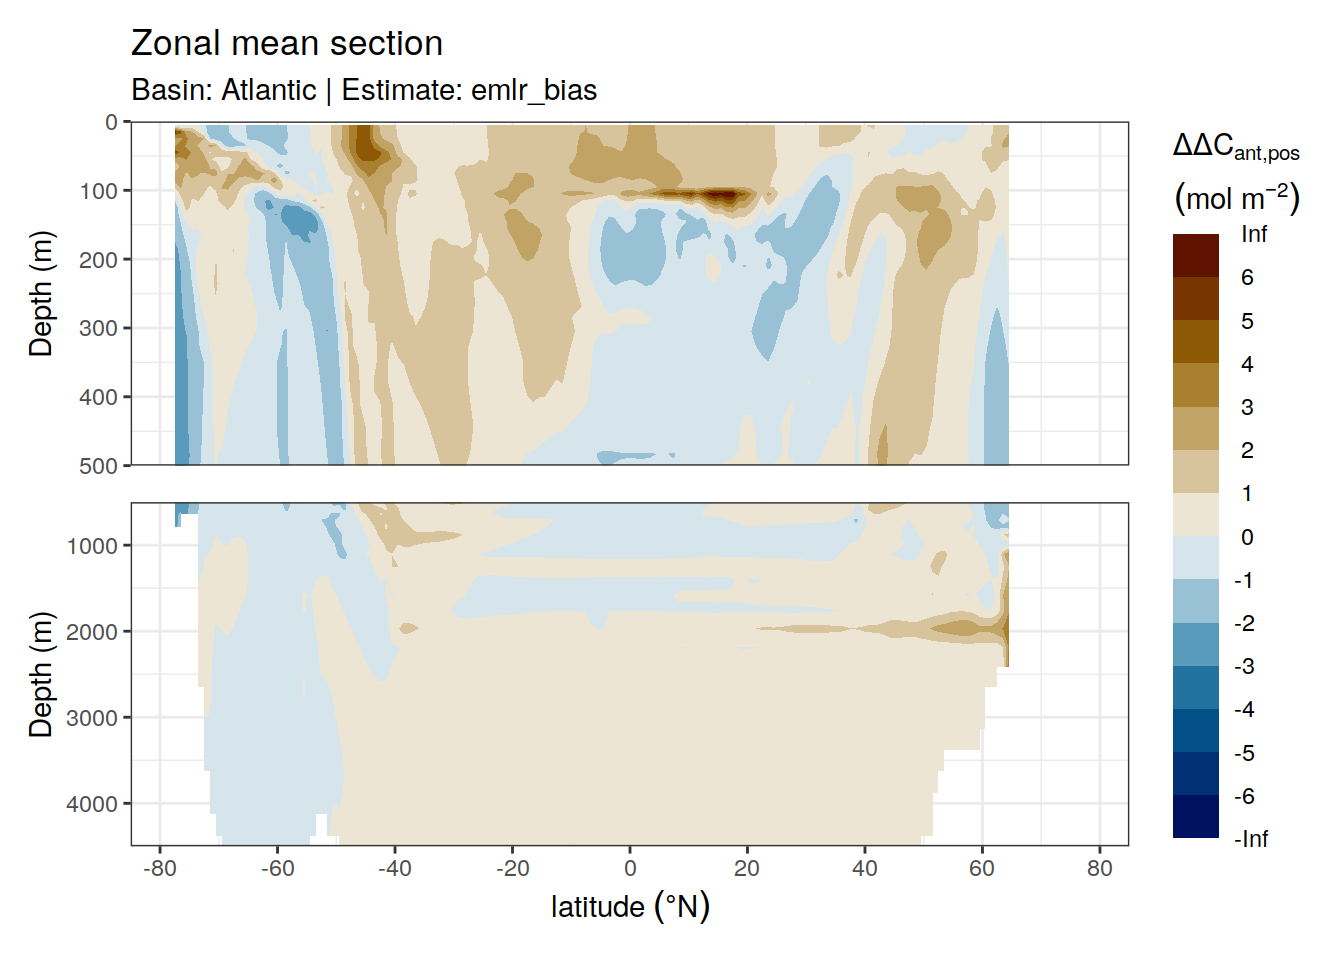 Zonal mean section
Basin: Atlantic | Estimate: emlr_bias
0
100
200
300
400
500
Depth (m)
1000
2000
3000
4000
Depth (m)
-80 -60 -40 -20 0 20 40 60 80
latitude (°N)
ΔΔCant,pos
(mol m⁻²)
Inf
6
5
4
3
2
1
0
-1
-2
-3
-4
-5
-6
-Inf